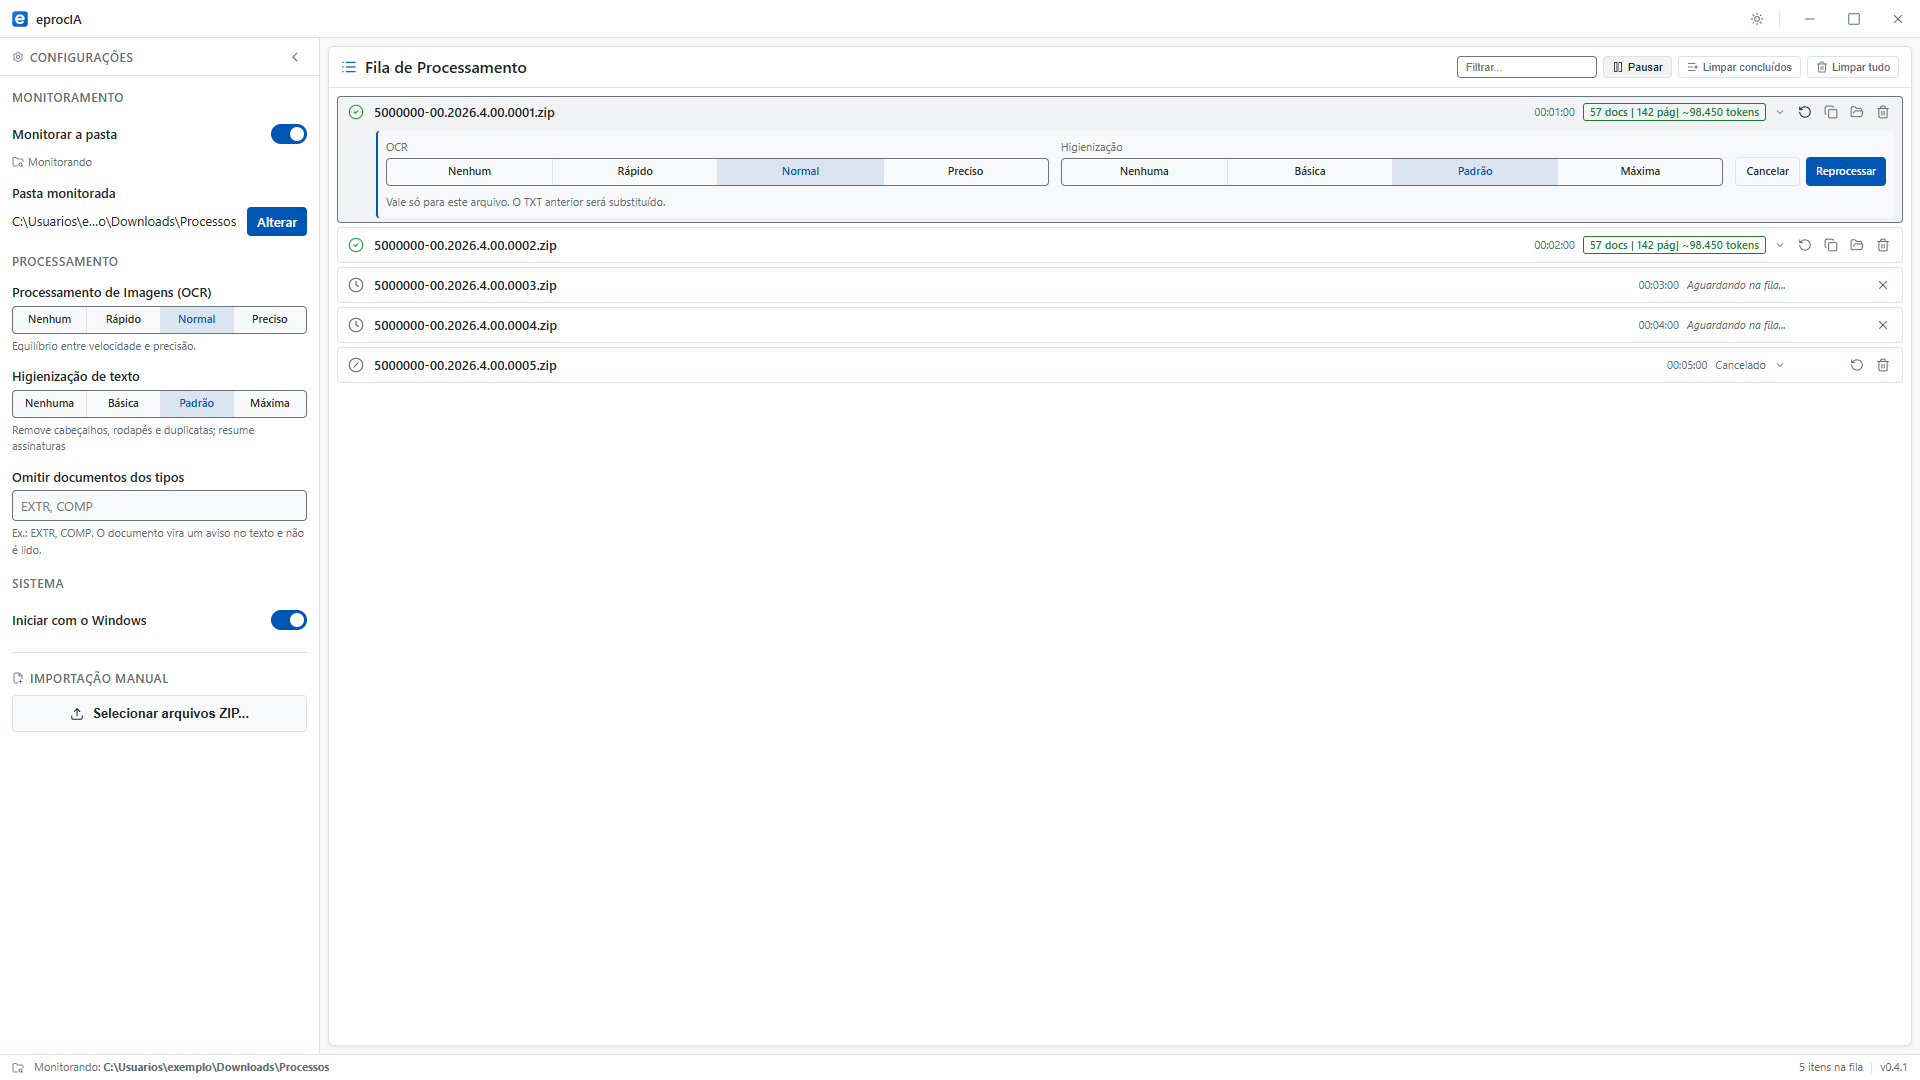 eprocIA
CONFIGURAÇÕES
MONITORAMENTO
Monitorar a pasta
Monitorando
Pasta monitorada
C:\Usuarios\e...o\Downloads\Processos Alterar
PROCESSAMENTO
Processamento de Imagens (OCR)
Nenhum Rápido Normal Preciso
Equilíbrio entre velocidade e precisão.
Higienização de texto
Nenhuma Básica Padrão Máxima
Remove cabeçalhos, rodapés e duplicatas; resume
assinaturas
Omitir documentos dos tipos
EXTR, COMP
Ex.: EXTR, COMP. O documento vira um aviso no texto e não
é lido.
SISTEMA
Iniciar com o Windows
IMPORTAÇÃO MANUAL
Selecionar arquivos ZIP...
Fila de Processamento Filtrar... Pausar Limpar concluídos Limpar tudo
5000000-00.2026.4.00.0001.zip 00:01:00 57 docs | 142 pág| ~98.450 tokens
OCR Higienização
Nenhum Rápido Normal Preciso Nenhuma Básica Padrão Máxima Cancelar Reprocessar
Vale só para este arquivo. O TXT anterior será substituído.
5000000-00.2026.4.00.0002.zip 00:02:00 57 docs | 142 pág| ~98.450 tokens
5000000-00.2026.4.00.0003.zip 00:03:00 Aguardando na fila...
5000000-00.2026.4.00.0004.zip 00:04:00 Aguardando na fila...
5000000-00.2026.4.00.0005.zip 00:05:00 Cancelado
Monitorando: C:\Usuarios\exemplo\Downloads\Processos 5 itens na fila v0.4.1